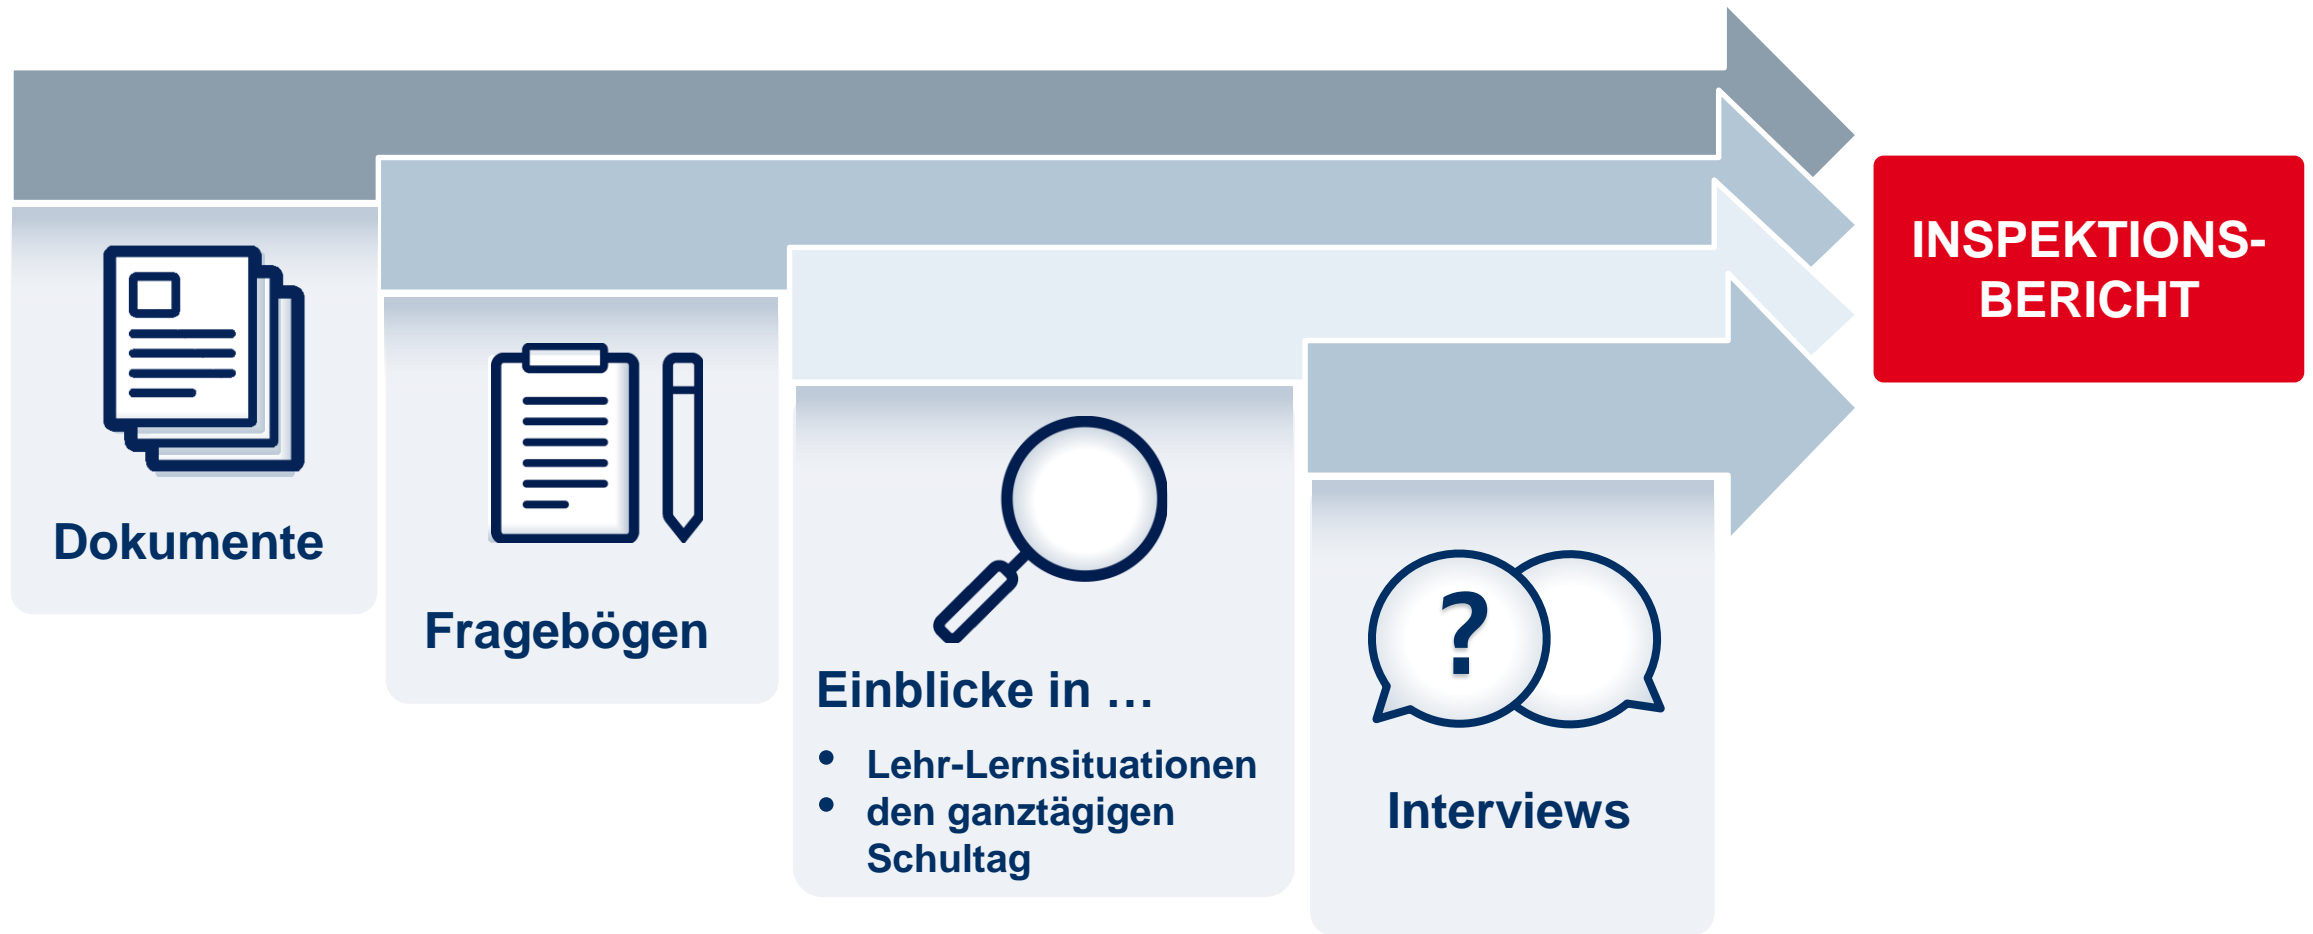 Dokumente
Fragebögen
Einblicke in …
• Lehr-Lernsituationen
• den ganztägigen
Schultag
?
Interviews
INSPEKTIONS-
BERICHT